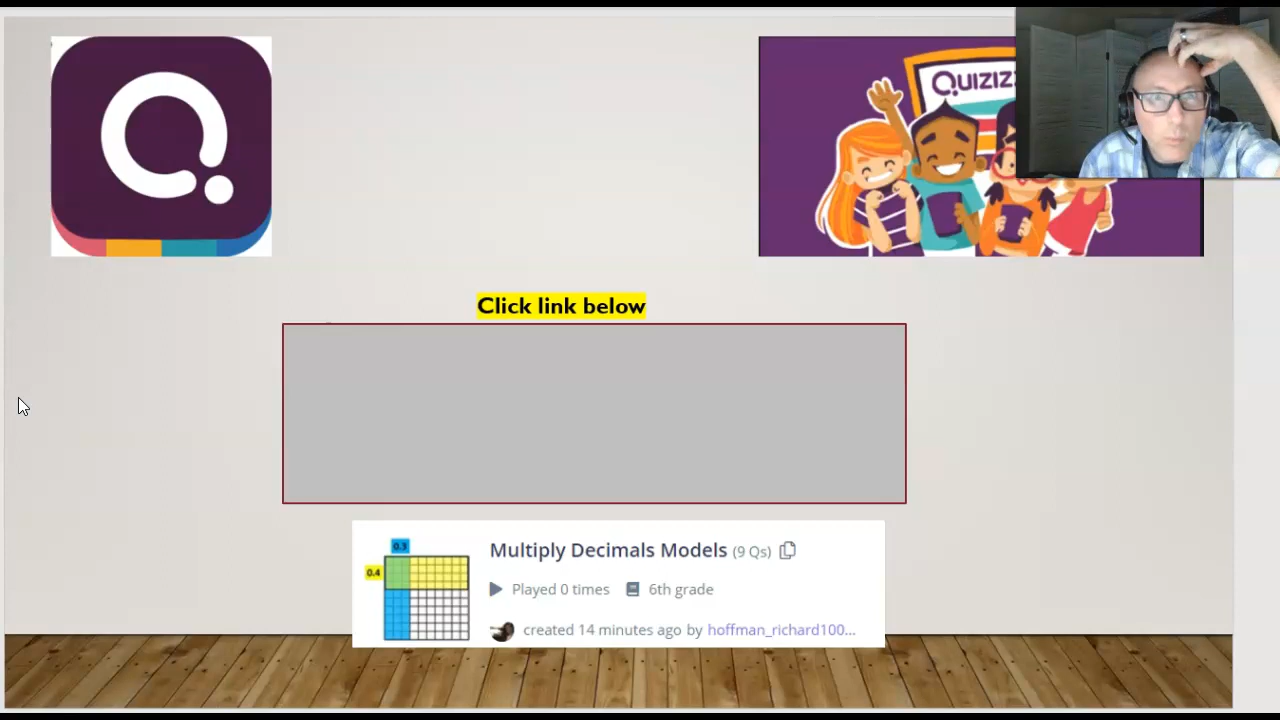 QUIZIZ
Click link below
0.3
0.4
Multiply Decimals Models (9 Qs)
Played 0 times 6th grade
created 14 minutes ago by hoffman_richard100...